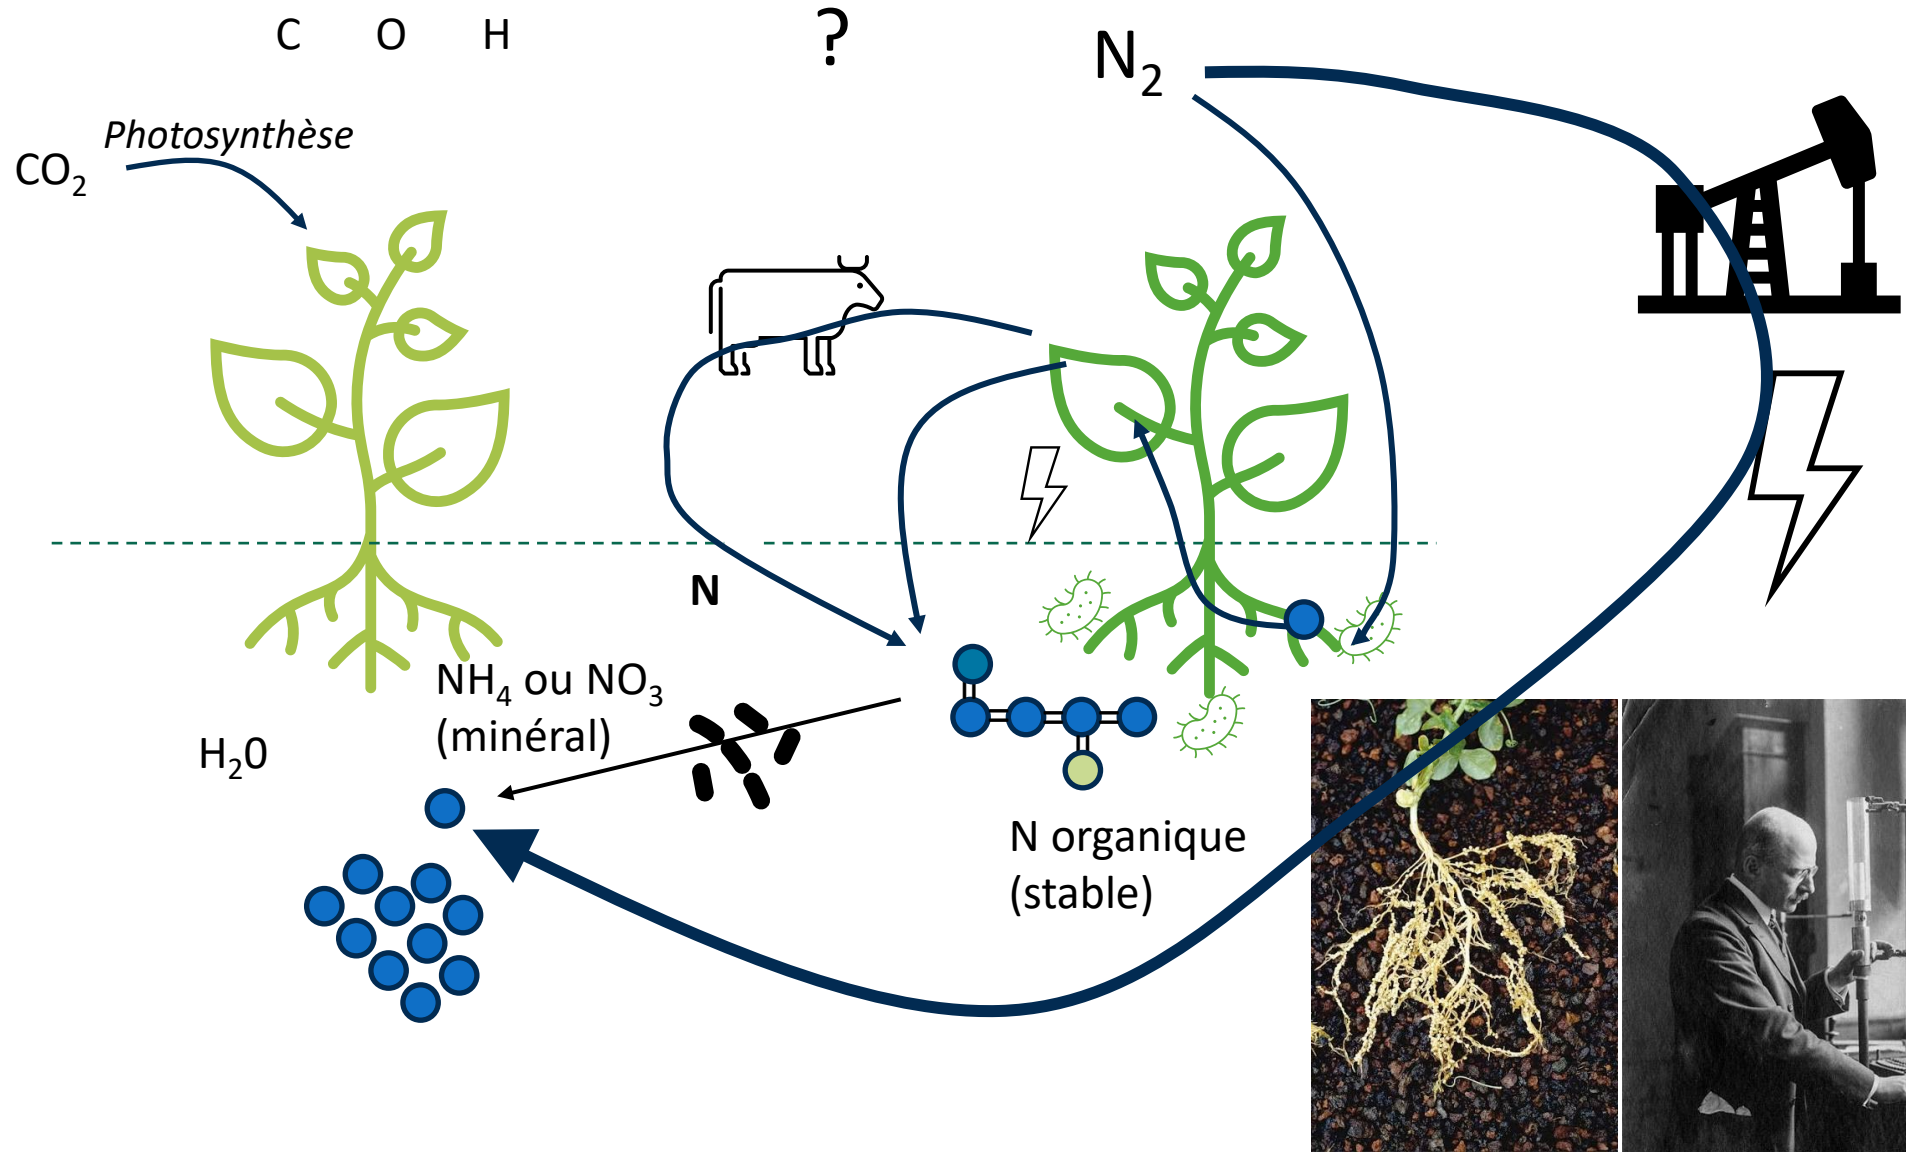 C O H
?
N₂
Photosynthèse
CO₂
N
NH₄ ou NO₃
(minéral)
H₂0
N organique
(stable)